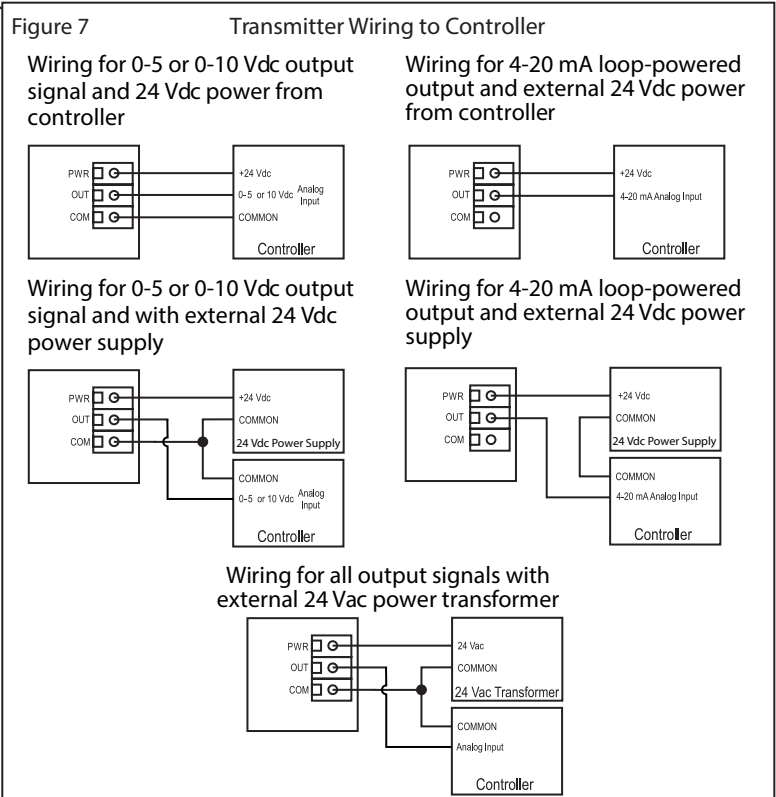 Figure 7
Transmitter Wiring to Controller
Wiring for 0-5 or 0-10 Vdc output
signal and 24 Vdc power from
controller
PWR
OUT
COM
+24 Vdc
0-5 or 10 Vdc Analog
Input
COMMON
Controller
Wiring for 4-20 mA loop-powered
output and external 24 Vdc power
from controller
PWR
OUT
COM
+24 Vdc
4-20 mA Analog Input
Controller
Wiring for 0-5 or 0-10 Vdc output
signal and with external 24 Vdc
power supply
PWR
OUT
COM
+24 Vdc
COMMON
24 Vdc Power Supply
COMMON
0-5 or 10 Vdc Analog
Input
Controller
Wiring for 4-20 mA loop-powered
output and external 24 Vdc power
supply
PWR
OUT
COM
+24 Vdc
COMMON
24 Vdc Power Supply
COMMON
4-20 mA Analog Input
Controller
Wiring for all output signals with
external 24 Vac power transformer
PWR
OUT
COM
24 Vac
COMMON
24 Vac Transformer
COMMON
Analog Input
Controller